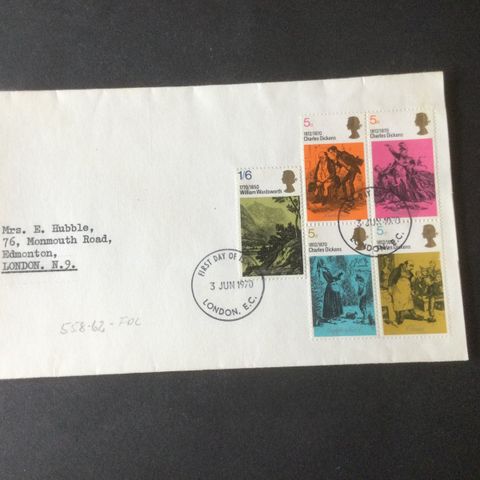 5D
1812/1870
Charles Dickens
5D
1812/1870
Charles Dickens
1/6
1770/1850
William Wordsworth
Mrs. E. Hubble,
76, Monmouth Road,
Edmonton,
LONDON. N.9.
5D
1812/1870
Charles Dickens
5D
1812/1870
Charles Dickens
FIRST DAY OF
3 JUN 1970
LONDON, E.C.
3 JUN 1970
LONDON, E.C.
558-62-FDC